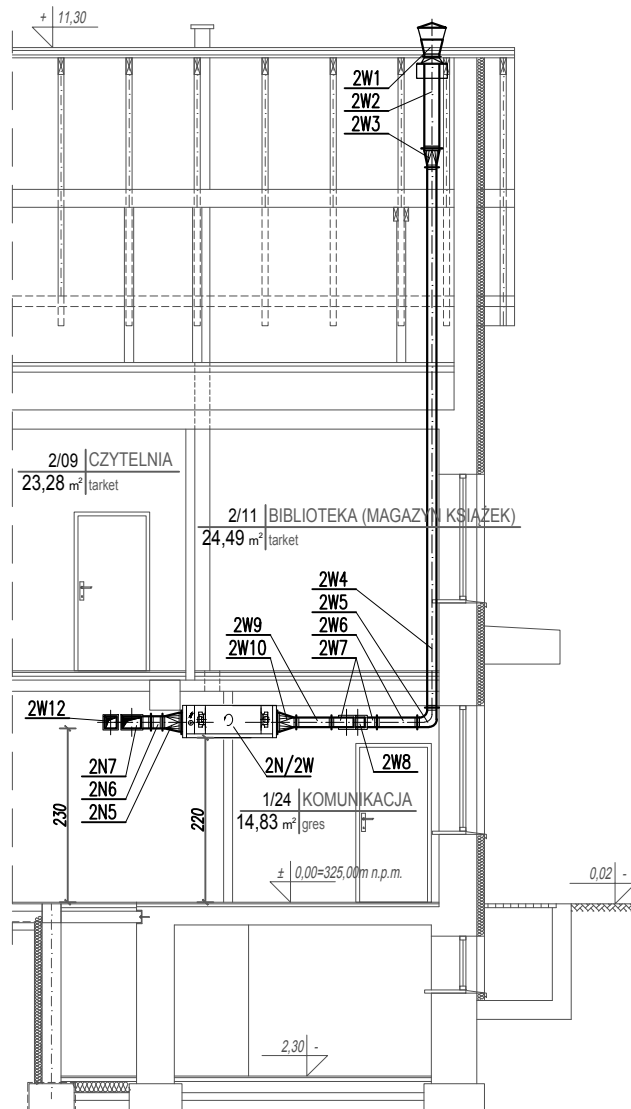 + 11,30
2W1
2W2
2W3
2/09 CZYTELNIA
23,28 m² tarket
2/11 BIBLIOTEKA (MAGAZYN KSIĄŻEK)
24,49 m² tarket
2W4
2W5
2W9
2W6
2W10
2W7
2W12
2N7
2N/2W
2W8
2N6
2N5
1/24 KOMUNIKACJA
14,83 m² gres
230
220
± 0,00=325,00m n.p.m.
0,02 -
2,30 -